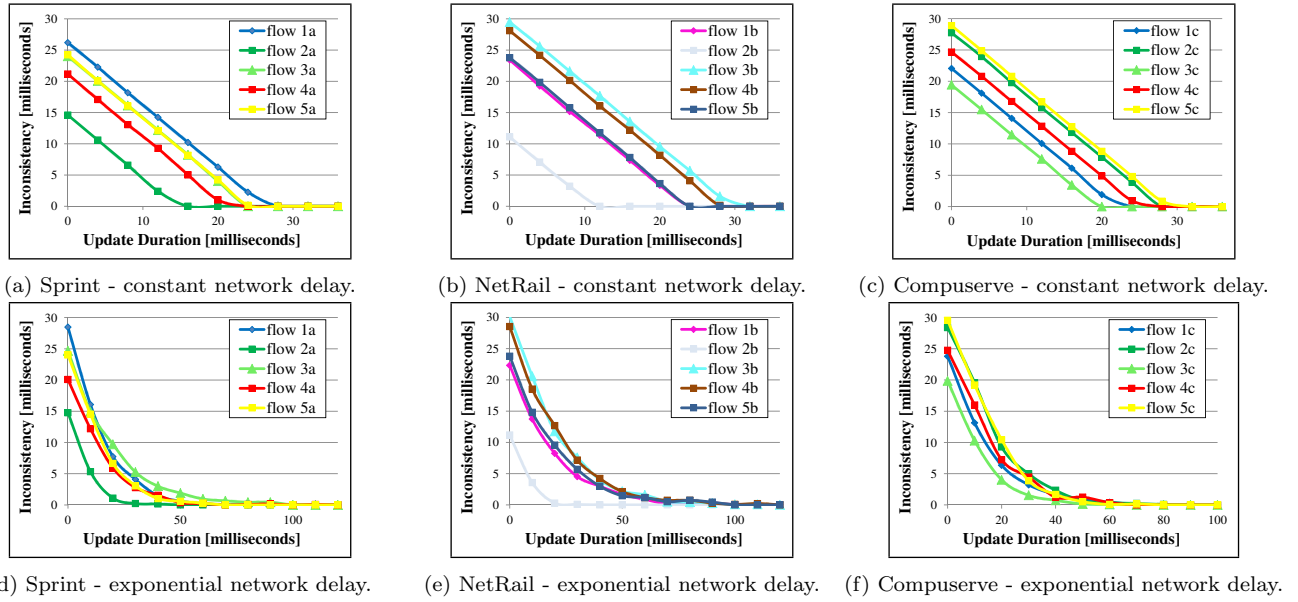 30
25
20
15
10
5
0
0
10
20
30
Inconsistency [milliseconds]
Update Duration [milliseconds]
flow 1a
flow 2a
flow 3a
flow 4a
flow 5a
30
25
20
15
10
5
0
0
10
20
30
Inconsistency [milliseconds]
Update Duration [milliseconds]
flow 1b
flow 2b
flow 3b
flow 4b
flow 5b
30
25
20
15
10
5
0
0
10
20
30
Inconsistency [milliseconds]
Update Duration [milliseconds]
flow 1c
flow 2c
flow 3c
flow 4c
flow 5c
(a) Sprint - constant network delay.
(b) NetRail - constant network delay.
(c) Compuserve - constant network delay.
30
25
20
15
10
5
0
0
50
100
Inconsistency [milliseconds]
Update Duration [milliseconds]
flow 1a
flow 2a
flow 3a
flow 4a
flow 5a
30
25
20
15
10
5
0
0
50
100
Inconsistency [milliseconds]
Update Duration [milliseconds]
flow 1b
flow 2b
flow 3b
flow 4b
flow 5b
30
25
20
15
10
5
0
0
20
40
60
80
100
Inconsistency [milliseconds]
Update Duration [milliseconds]
flow 1c
flow 2c
flow 3c
flow 4c
flow 5c
d) Sprint - exponential network delay.
(e) NetRail - exponential network delay.
(f) Compuserve - exponential network delay.